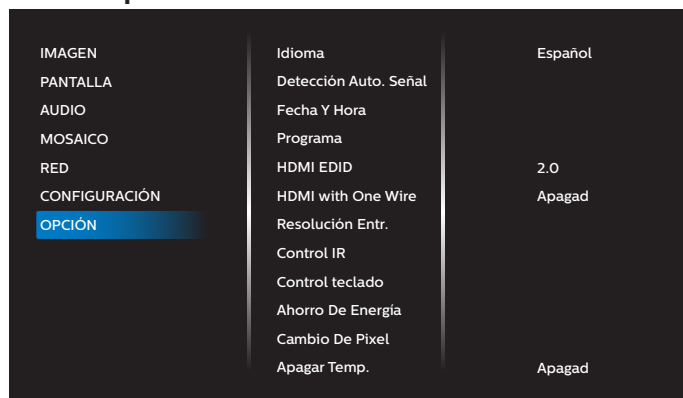 IMAGEN Idioma Español
PANTALLA Detección Auto. Señal
AUDIO Fecha Y Hora
MOSAICO Programa
RED HDMI EDID 2.0
CONFIGURACIÓN HDMI with One Wire Apagad
OPCIÓN Resolución Entr.
Control IR
Control teclado
Ahorro De Energía
Cambio De Pixel
Apagar Temp. Apagad